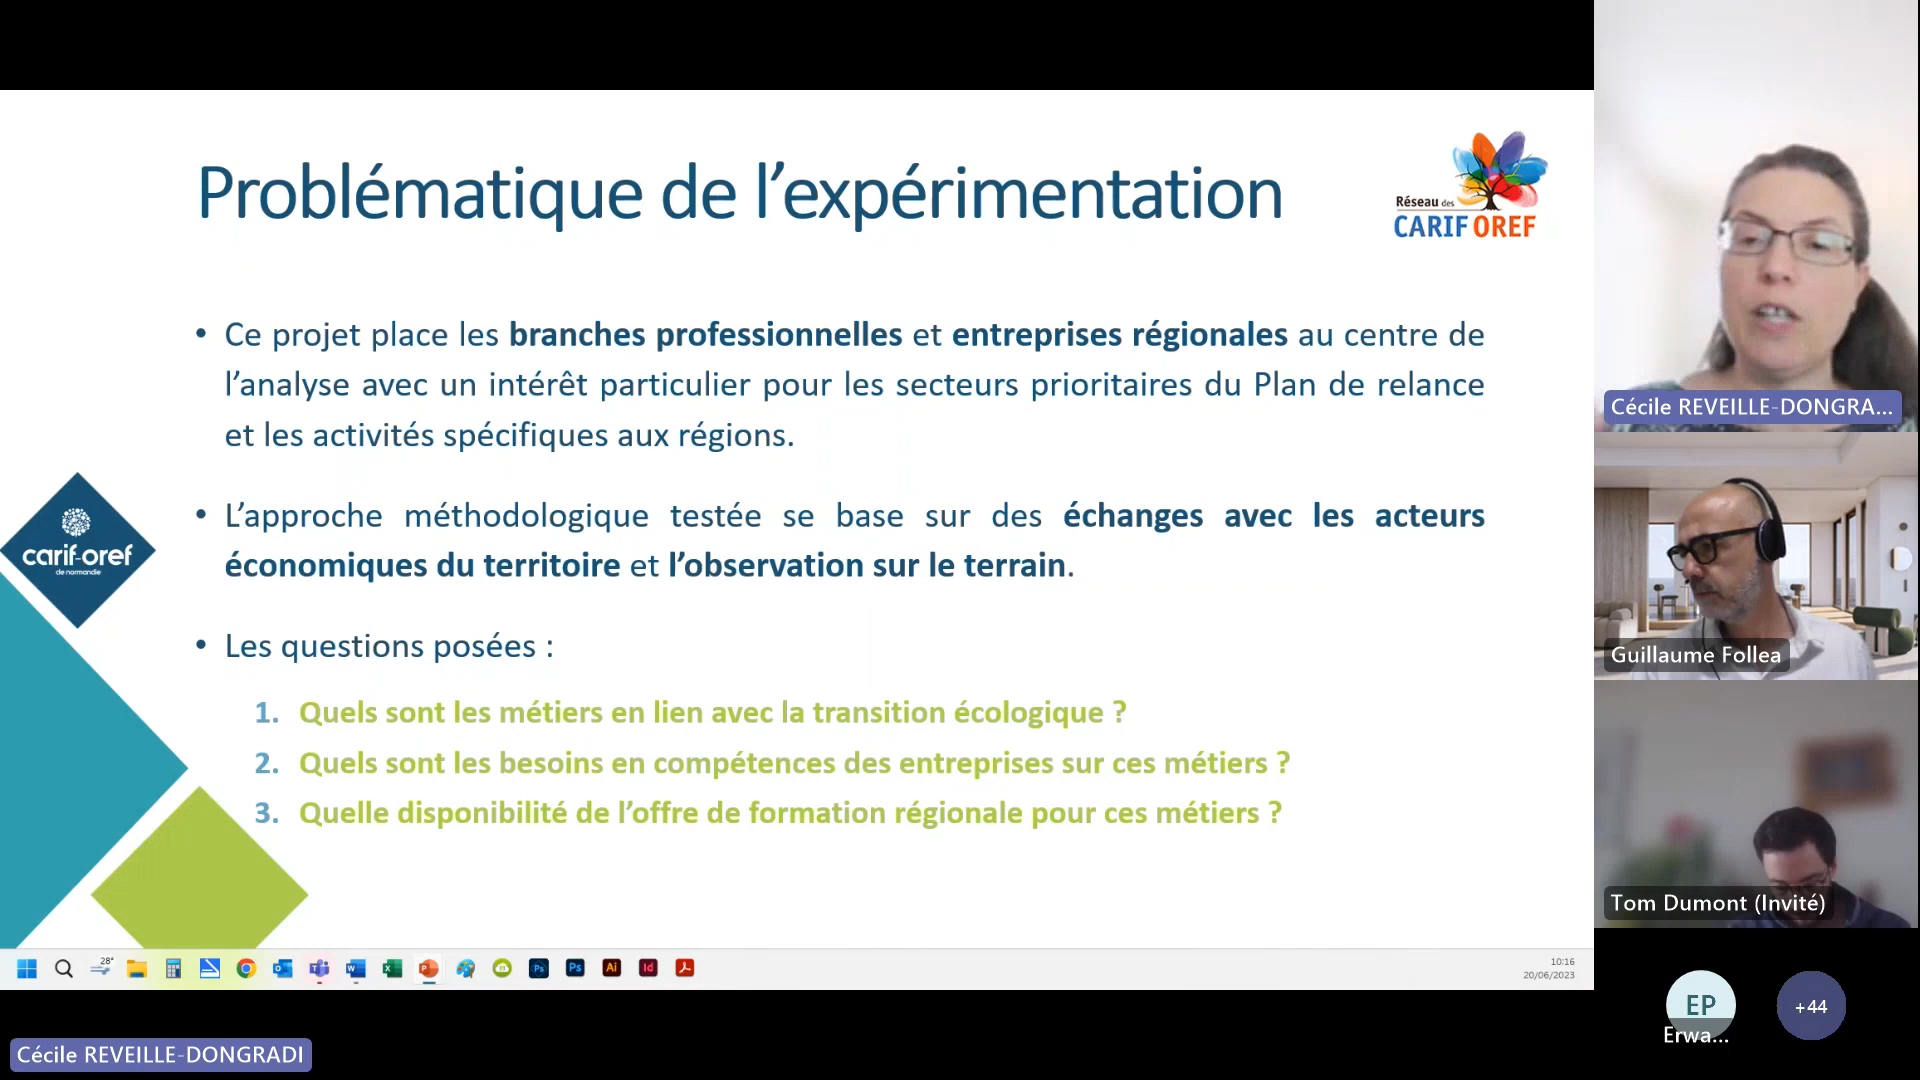 Problématique de l'expérimentation
Réseau des
CARIF OREF
• Ce projet place les branches professionnelles et entreprises régionales au centre de
l'analyse avec un intérêt particulier pour les secteurs prioritaires du Plan de relance
et les activités spécifiques aux régions.
• L'approche méthodologique testée se base sur des échanges avec les acteurs
économiques du territoire et l'observation sur le terrain.
• Les questions posées :
1. Quels sont les métiers en lien avec la transition écologique ?
2. Quels sont les besoins en compétences des entreprises sur ces métiers ?
3. Quelle disponibilité de l'offre de formation régionale pour ces métiers ?
carif-oref
de normandie
28°
10:16
20/06/2023
Cécile REVEILLE-DONGRADI
Cécile REVEILLE-DONGRA...
Guillaume Follea
Tom Dumont (Invité)
EP
Erwa...
+44